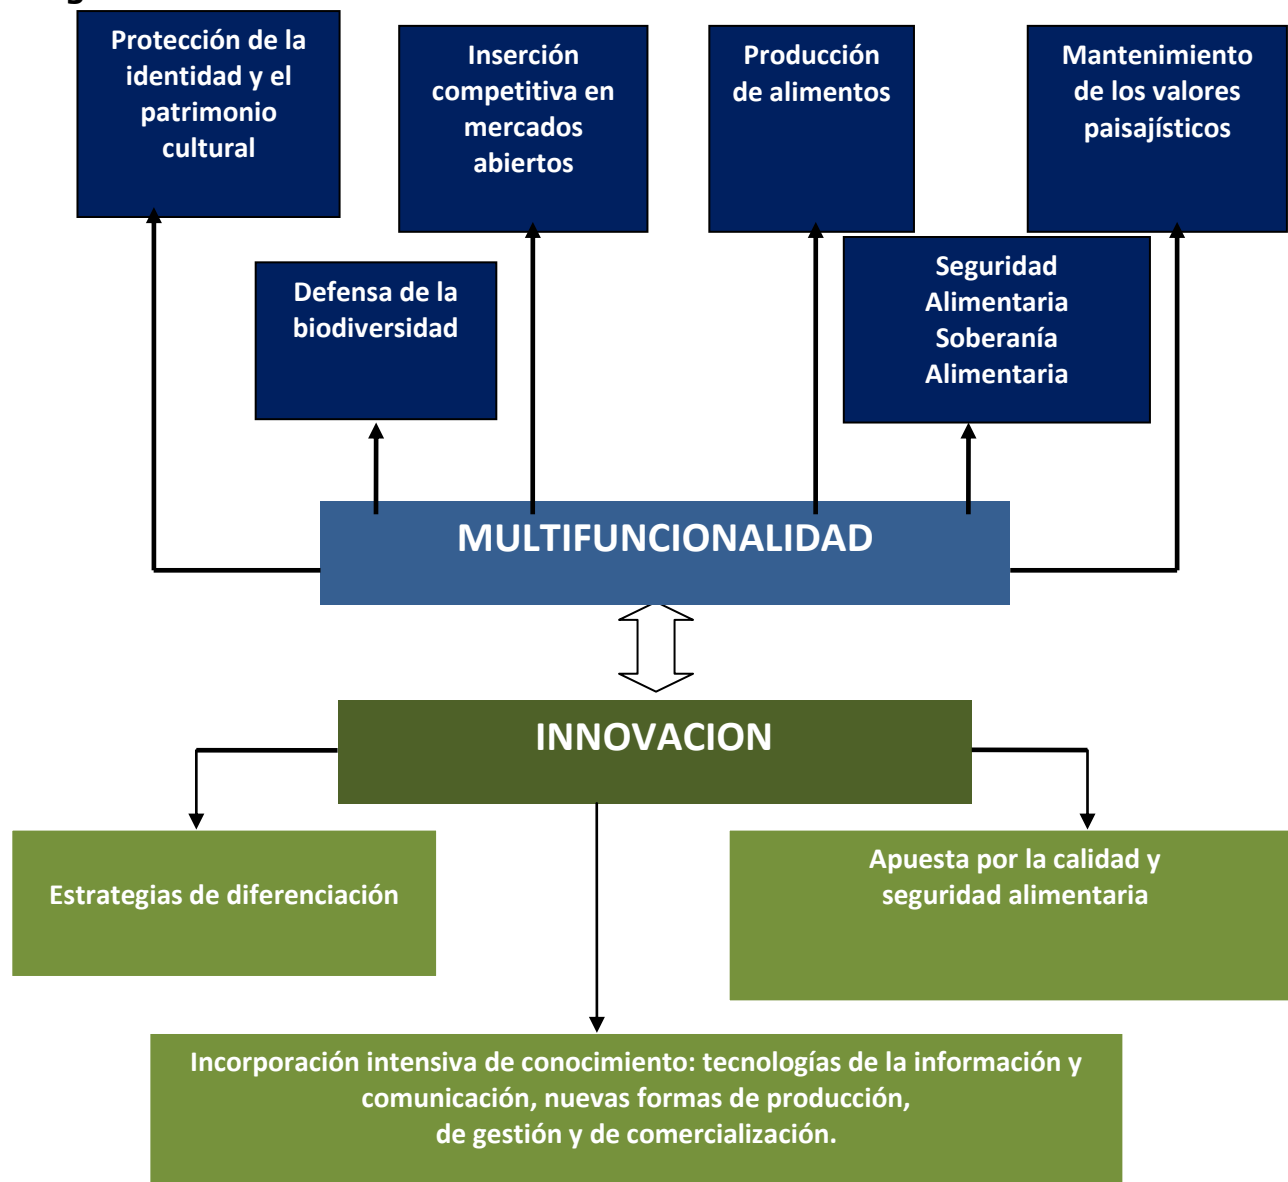 Protección de la
identidad y el
patrimonio
cultural
Inserción
competitiva en
mercados
abiertos
Producción
de alimentos
Mantenimiento
de los valores
paisajísticos
Defensa de la
biodiversidad
Seguridad
Alimentaria
Soberanía
Alimentaria
MULTIFUNCIONALIDAD
INNOVACION
Estrategias de diferenciación
Apuesta por la calidad y
seguridad alimentaria
Incorporación intensiva de conocimiento: tecnologías de la información y
comunicación, nuevas formas de producción,
de gestión y de comercialización.